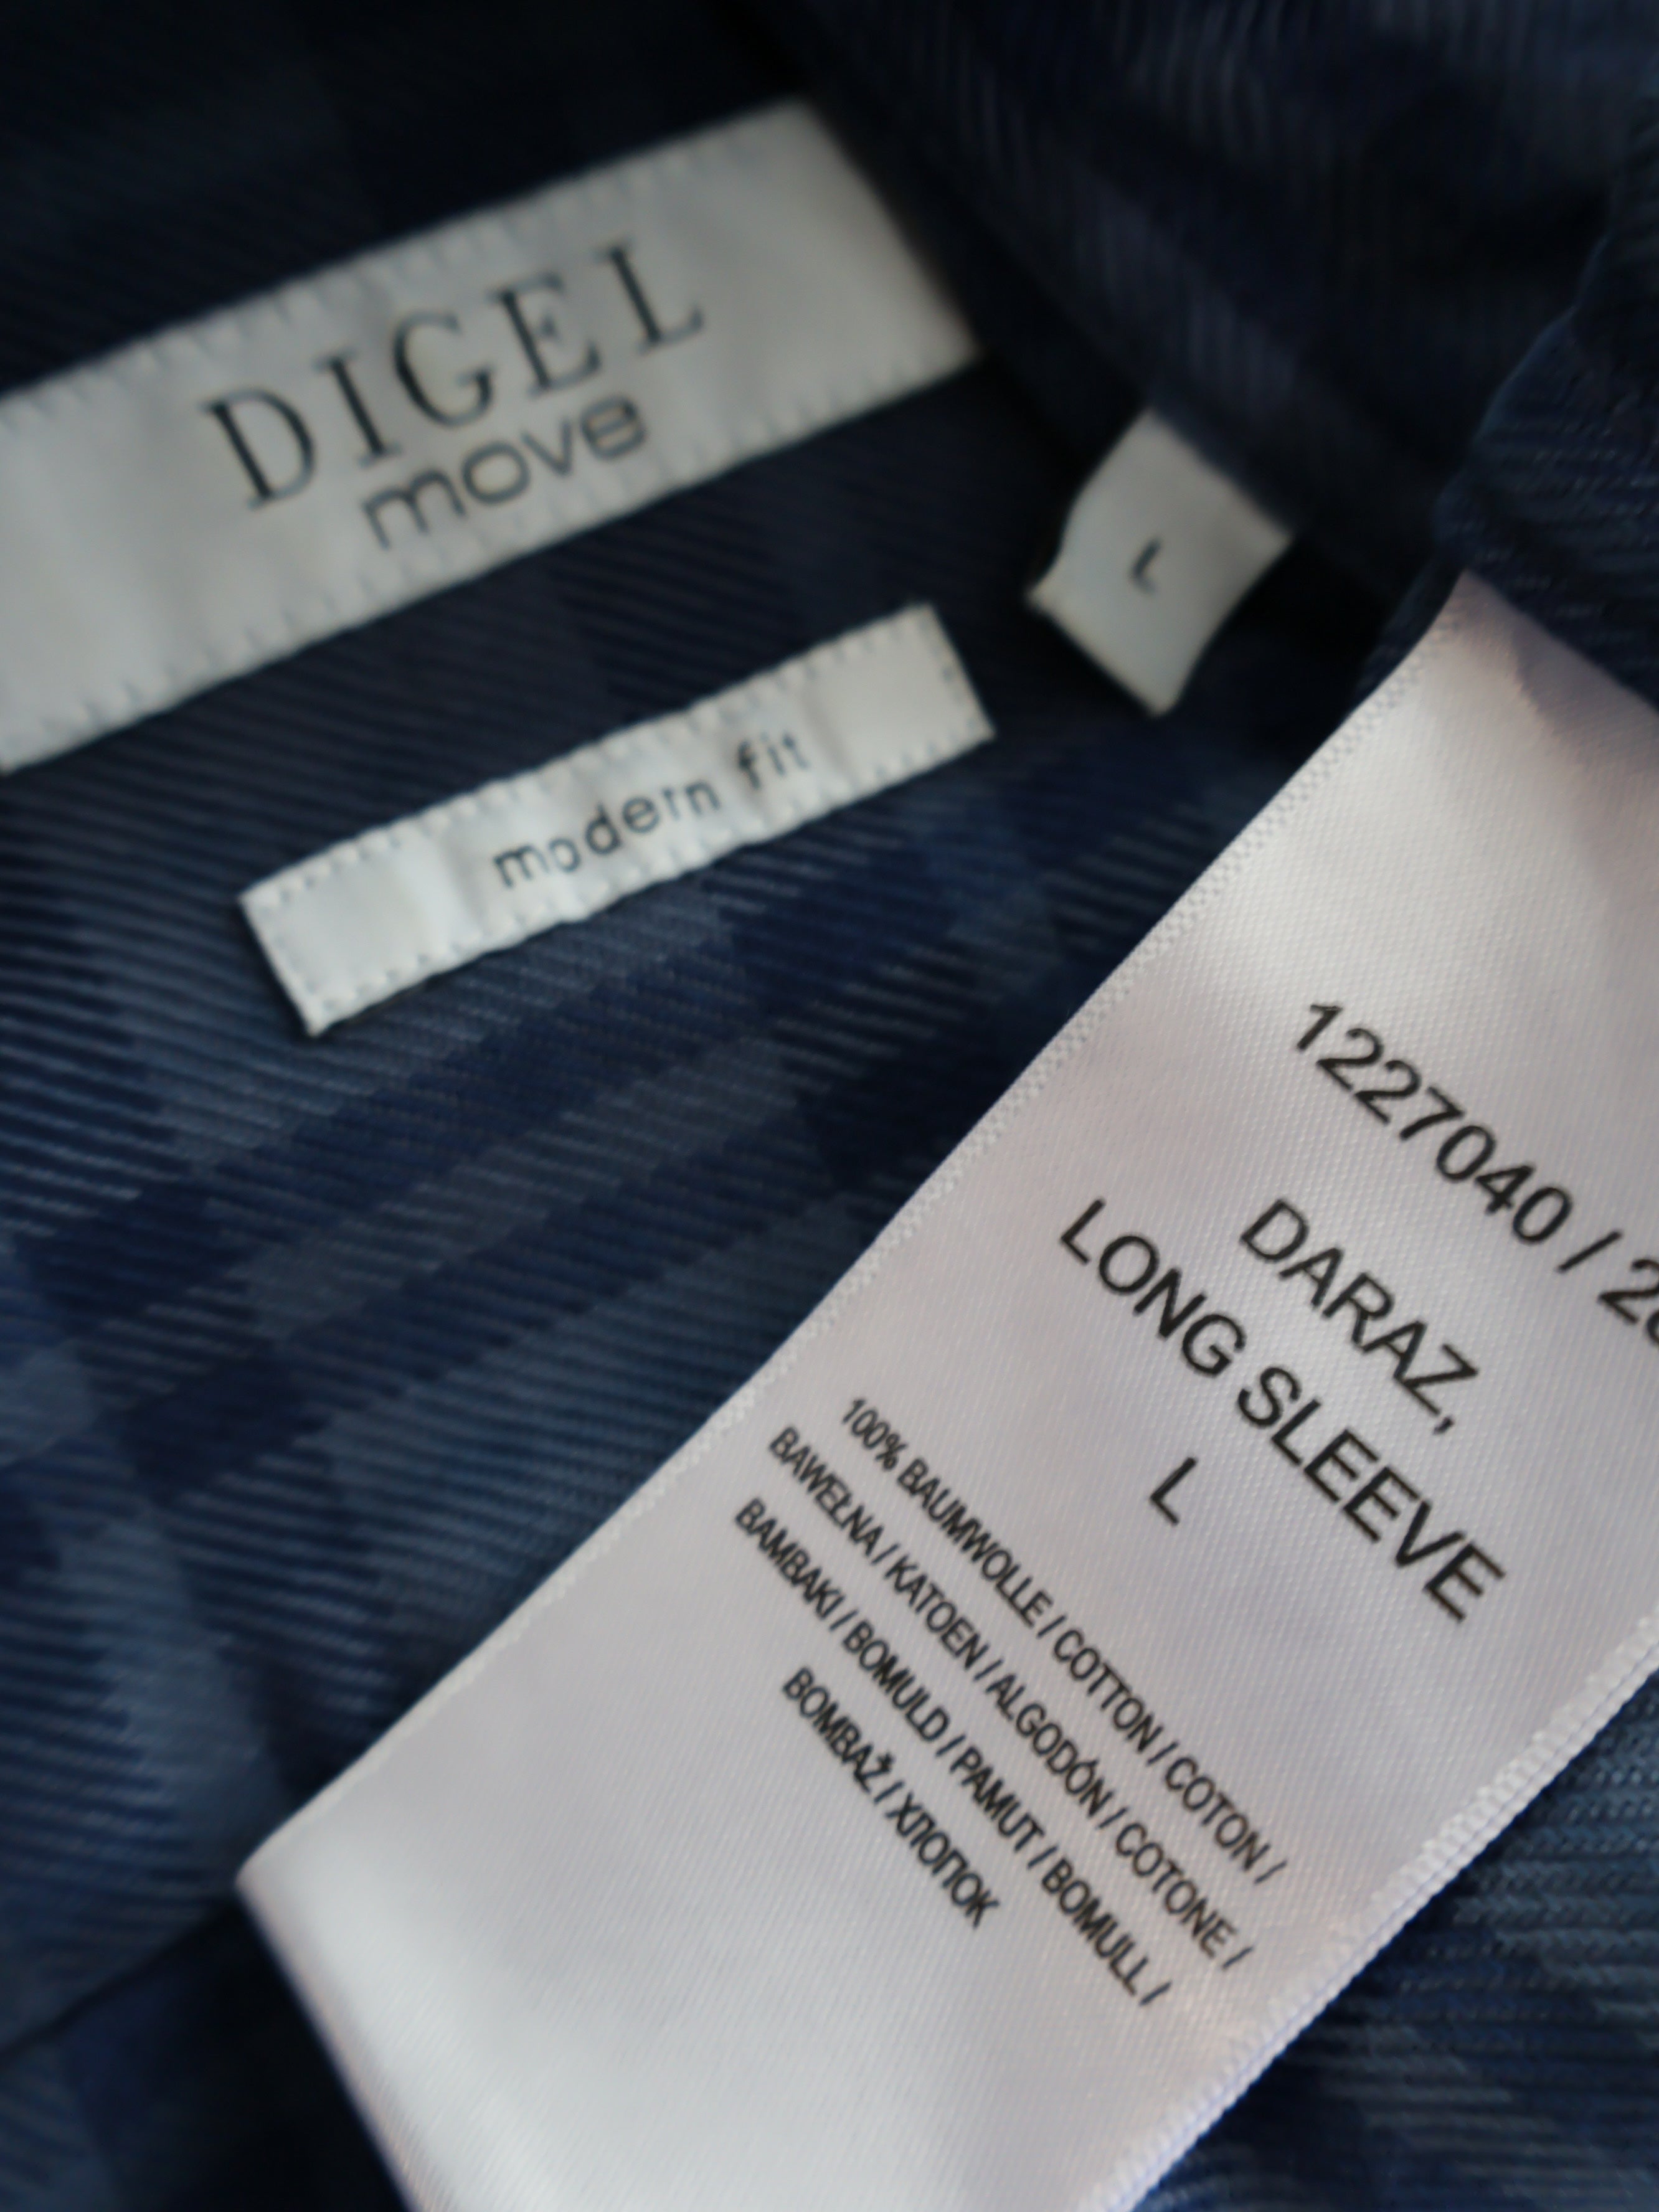 DIGEL
move
L
modern fit
1227040 / 2
DARAZ,
LONG SLEEVE
L
100% BAUMWOLLE / COTTON / COTON /
BAWEŁNA / KATOEN / ALGODÓN / COTONE /
BAMBAKI / BOMULD / PAMUT / BOMULL /
BOMBAŽ / ХЛОПОК